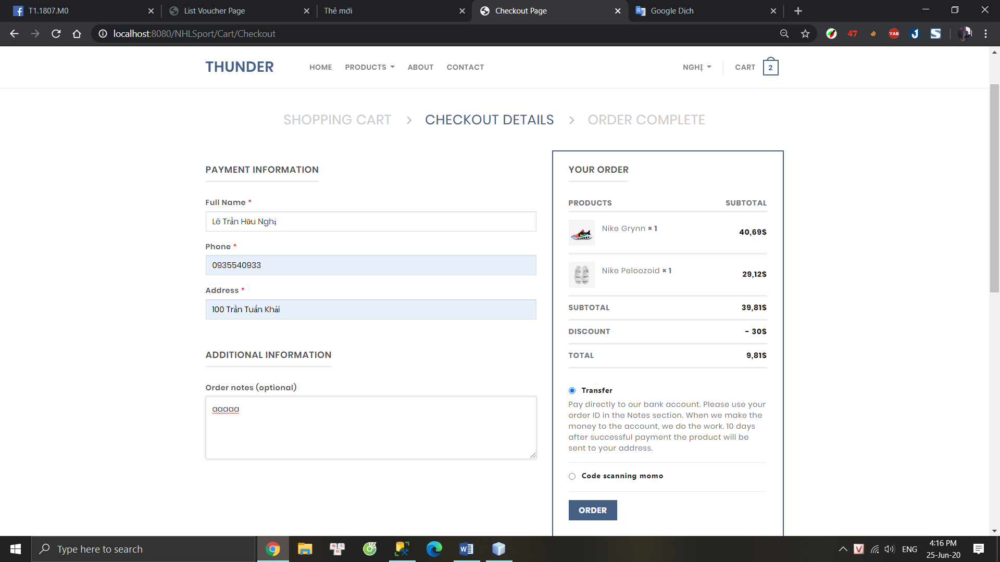 T1.1807.M0
List Voucher Page
Thẻ mới
Checkout Page
Google Dịch
localhost:8080/NHLSport/Cart/Checkout
47
YAB
THUNDER
HOME
PRODUCTS
ABOUT
CONTACT
NGHỊ
CART
2
SHOPPING CART > CHECKOUT DETAILS > ORDER COMPLETE
PAYMENT INFORMATION
Full Name *
Lê Trần Hữu Nghị
Phone *
0935540933
Address *
100 Trần Tuấn Khải
ADDITIONAL INFORMATION
Order notes (optional)
aaaaa
YOUR ORDER
PRODUCTS SUBTOTAL
Nike Grynn × 1 40,69$
Nike Peloozoid × 1 29,12$
SUBTOTAL 39,81$
DISCOUNT - 30$
TOTAL 9,81$
Transfer
Pay directly to our bank account. Please use your
order ID in the Notes section. When we make the
money to the account, we do the work. 10 days
after successful payment the product will be
sent to your address.
Code scanning momo
ORDER
Type here to search
ENG
4:16 PM
25-Jun-20